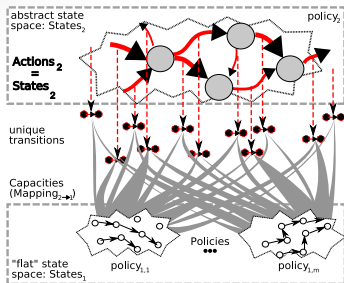 abstract state
space: States2
policy2
Actions2
=
States2
unique
transitions
Capacities
(Mapping2→1)
Policies
"flat" state
space: States1
policy1,1
policy1,m